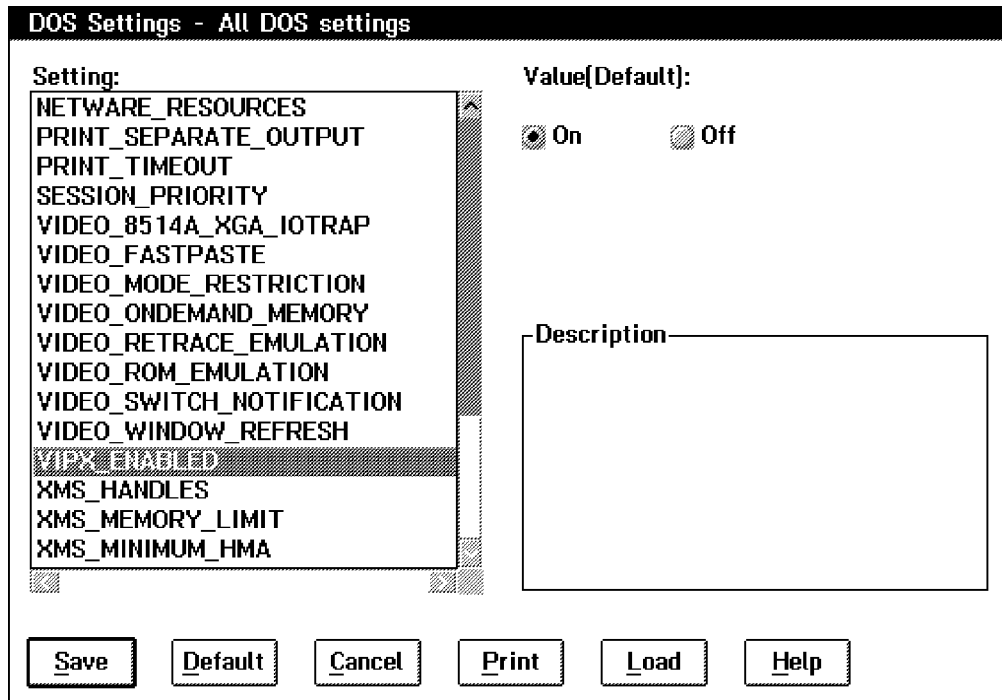 DOS Settings - All DOS settings
Setting:
NETWARE_RESOURCES
PRINT_SEPARATE_OUTPUT
PRINT_TIMEOUT
SESSION_PRIORITY
VIDEO_8514A_XGA_IOTRAP
VIDEO_FASTPASTE
VIDEO_MODE_RESTRICTION
VIDEO_ONDEMAND_MEMORY
VIDEO_RETRACE_EMULATION
VIDEO_ROM_EMULATION
VIDEO_SWITCH_NOTIFICATION
VIDEO_WINDOW_REFRESH
VIPX_ENABLED
XMS_HANDLES
XMS_MEMORY_LIMIT
XMS_MINIMUM_HMA
Value(Default):
On Off
Description
Save Default Cancel Print Load Help